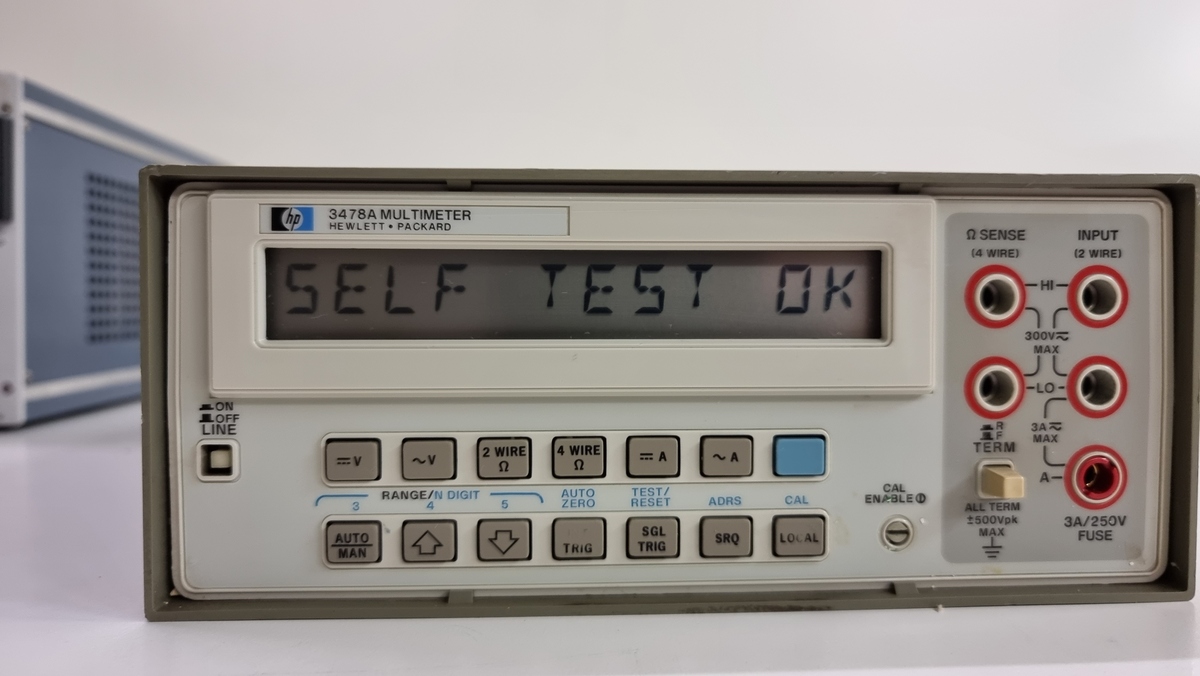 hp
3478A MULTIMETER
HEWLETT • PACKARD
SELF TEST OK
Ω SENSE
(4 WIRE)
INPUT
(2 WIRE)
HI
300V⎓∼
MAX
LO
3A⎓∼
MAX
A
R
F
TERM
ALL TERM
±500Vpk
MAX
3A/250V
FUSE
ON
OFF
LINE
⎓V
~V
2 WIRE
Ω
4 WIRE
Ω
⎓A
~A
RANGE/N DIGIT
3
4
5
AUTO
ZERO
TEST/
RESET
ADRS
CAL
CAL
ENABLE
AUTO
MAN
⇧
⇩
TRIG
SGL
TRIG
SRQ
LOCAL